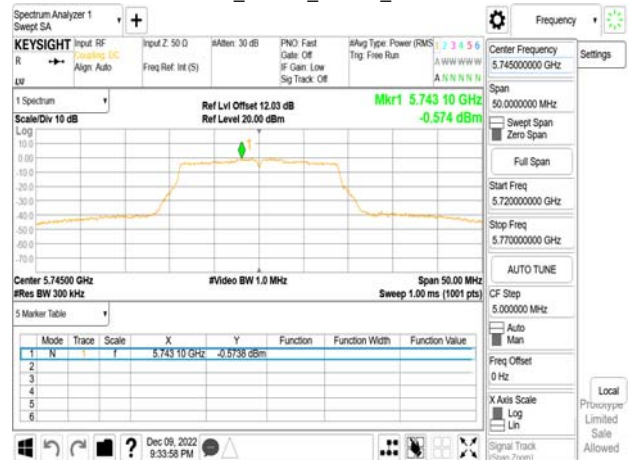 Spectrum Analyzer 1
Swept SA
Frequency
KEYSIGHT
R
Input: RF
Coupling: DC
Align: Auto
Input Z: 50 Ω
Freq Ref: Int (S)
#Atten: 30 dB
PNO: Fast
Gate: Off
IF Gain: Low
Sig Track: Off
#Avg Type: Power (RMS
Trig: Free Run
1 2 3 4 5 6
A W W W W W
A N N N N N
1 Spectrum
Scale/Div 10 dB
Ref Lvl Offset 12.03 dB
Ref Level 20.00 dBm
Mkr1 5.743 10 GHz
-0.574 dBm
Log
10.0
0.00
-10.0
-20.0
-30.0
-40.0
-50.0
-60.0
-70.0
1
Center 5.74500 GHz
#Res BW 300 kHz
#Video BW 1.0 MHz
Span 50.00 MHz
Sweep 1.00 ms (1001 pts)
5 Marker Table
Mode Trace Scale X Y Function Function Width Function Value
1 N 1 f 5.743 10 GHz -0.5738 dBm
2
3
4
5
6
Dec 09, 2022
9:33:58 PM
Center Frequency
5.745000000 GHz
Settings
Span
50.0000000 MHz
Swept Span
Zero Span
Full Span
Start Freq
5.720000000 GHz
Stop Freq
5.770000000 GHz
AUTO TUNE
CF Step
5.000000 MHz
Auto
Man
Freq Offset
0 Hz
X Axis Scale
Log
Lin
Signal Track
(Span Zoom)
Local
Prototype
Limited
Sale
Allowed